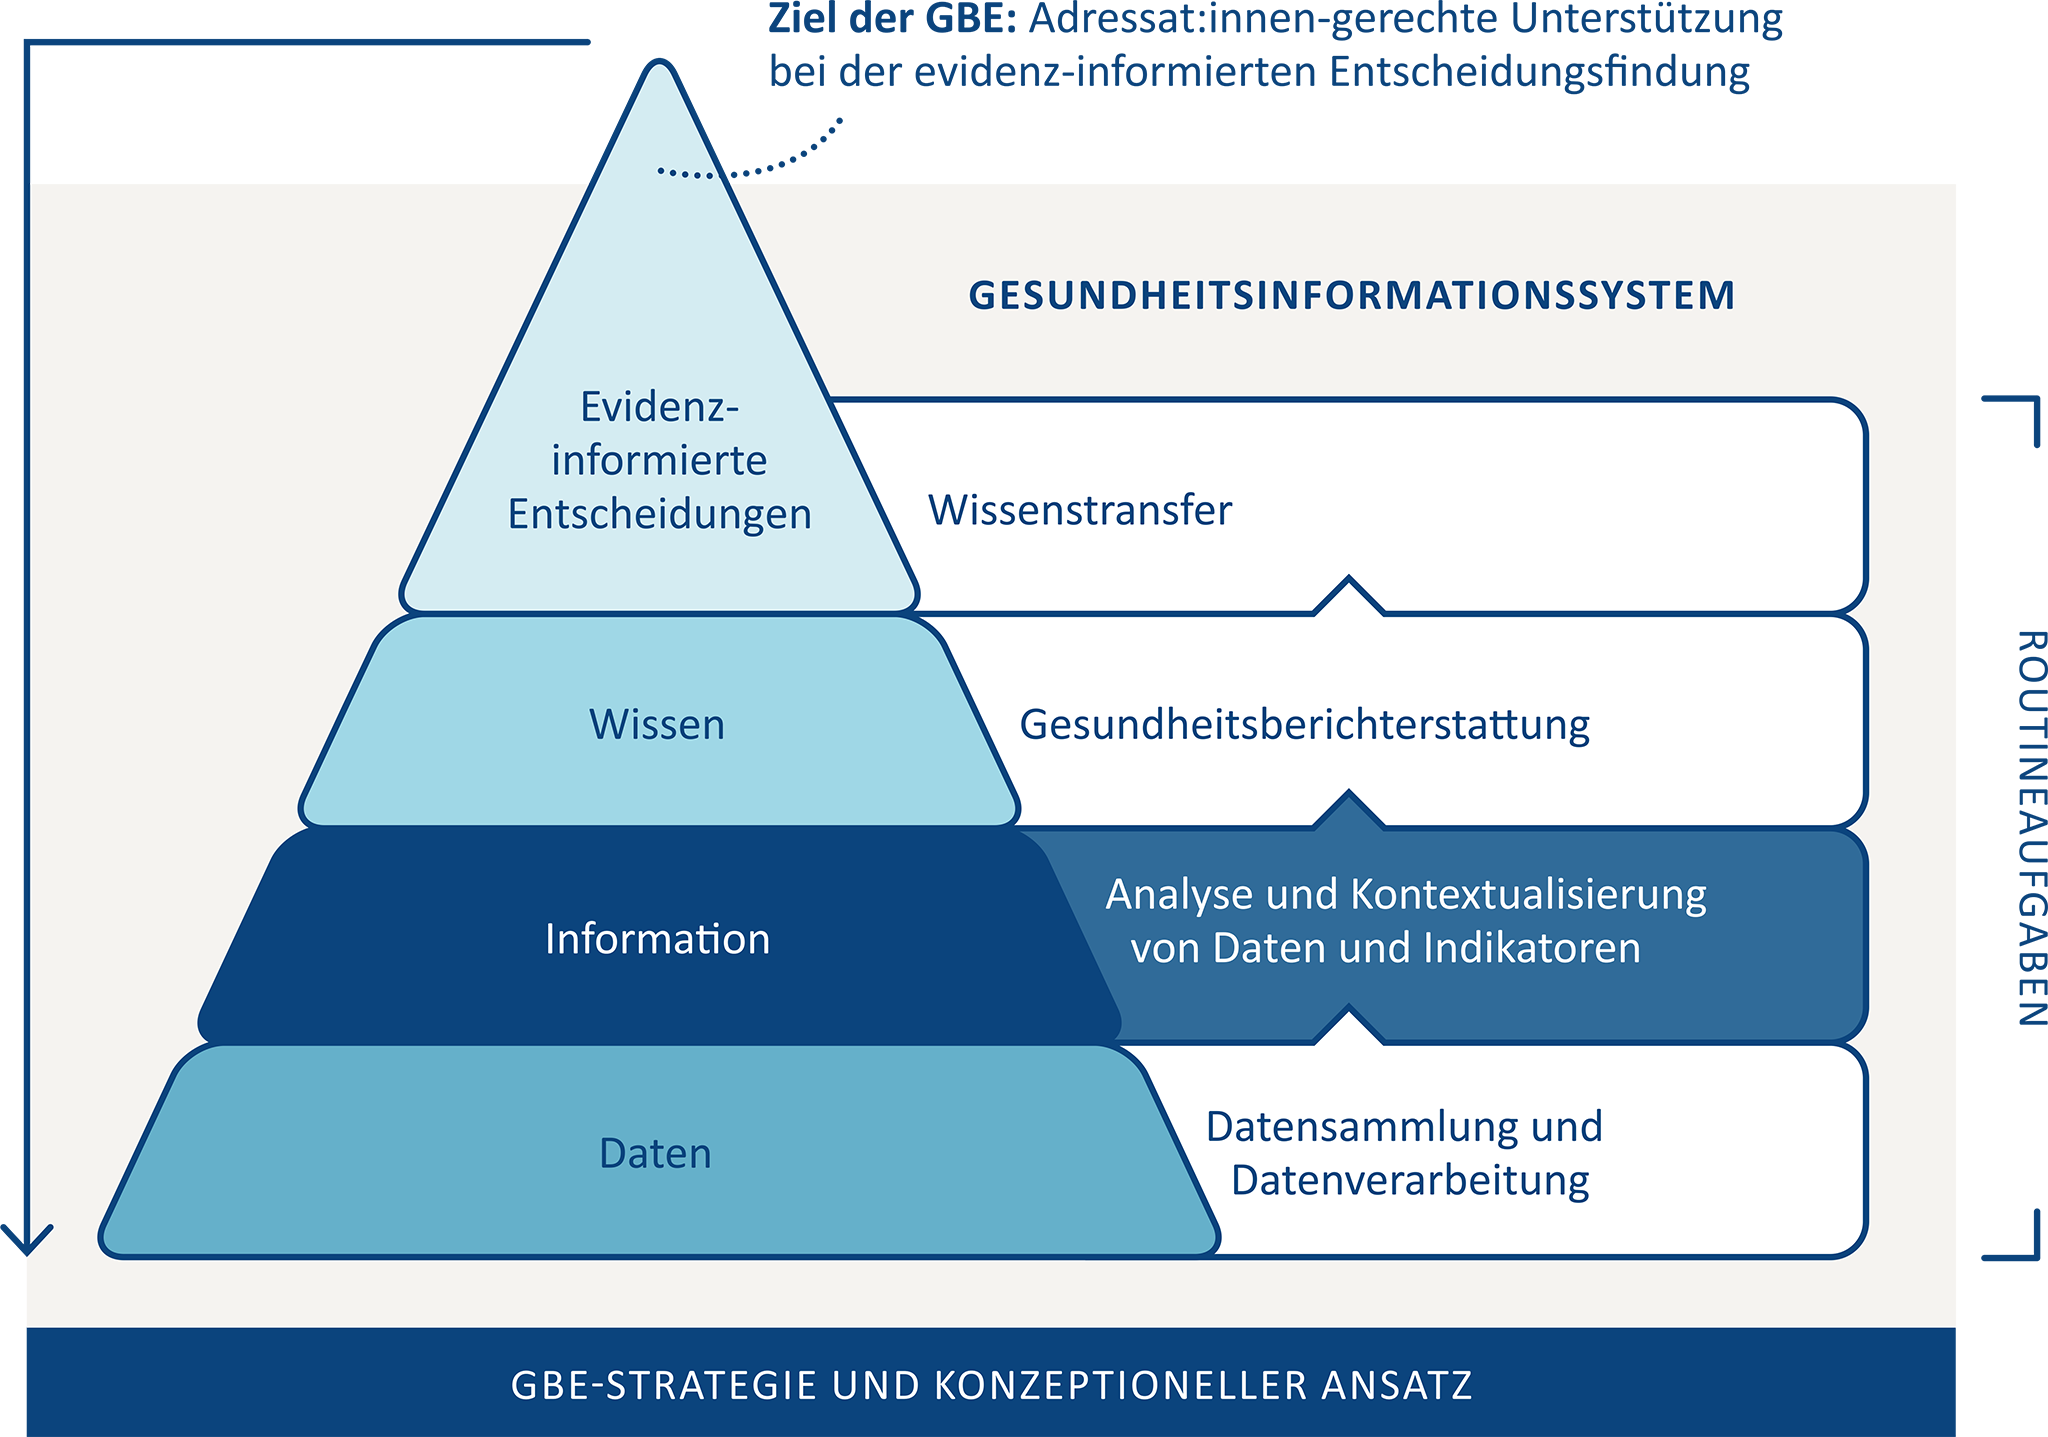 Ziel der GBE: Adressat:innen-gerechte Unterstützung
bei der evidenz-informierten Entscheidungsfindung
GESUNDHEITSINFORMATIONSSYSTEM
Evidenz-
informierte
Entscheidungen
Wissenstransfer
Wissen
Gesundheitsberichterstattung
Information
Analyse und Kontextualisierung
von Daten und Indikatoren
Daten
Datensammlung und
Datenverarbeitung
ROUTINEAUFGABEN
GBE-STRATEGIE UND KONZEPTIONELLER ANSATZ